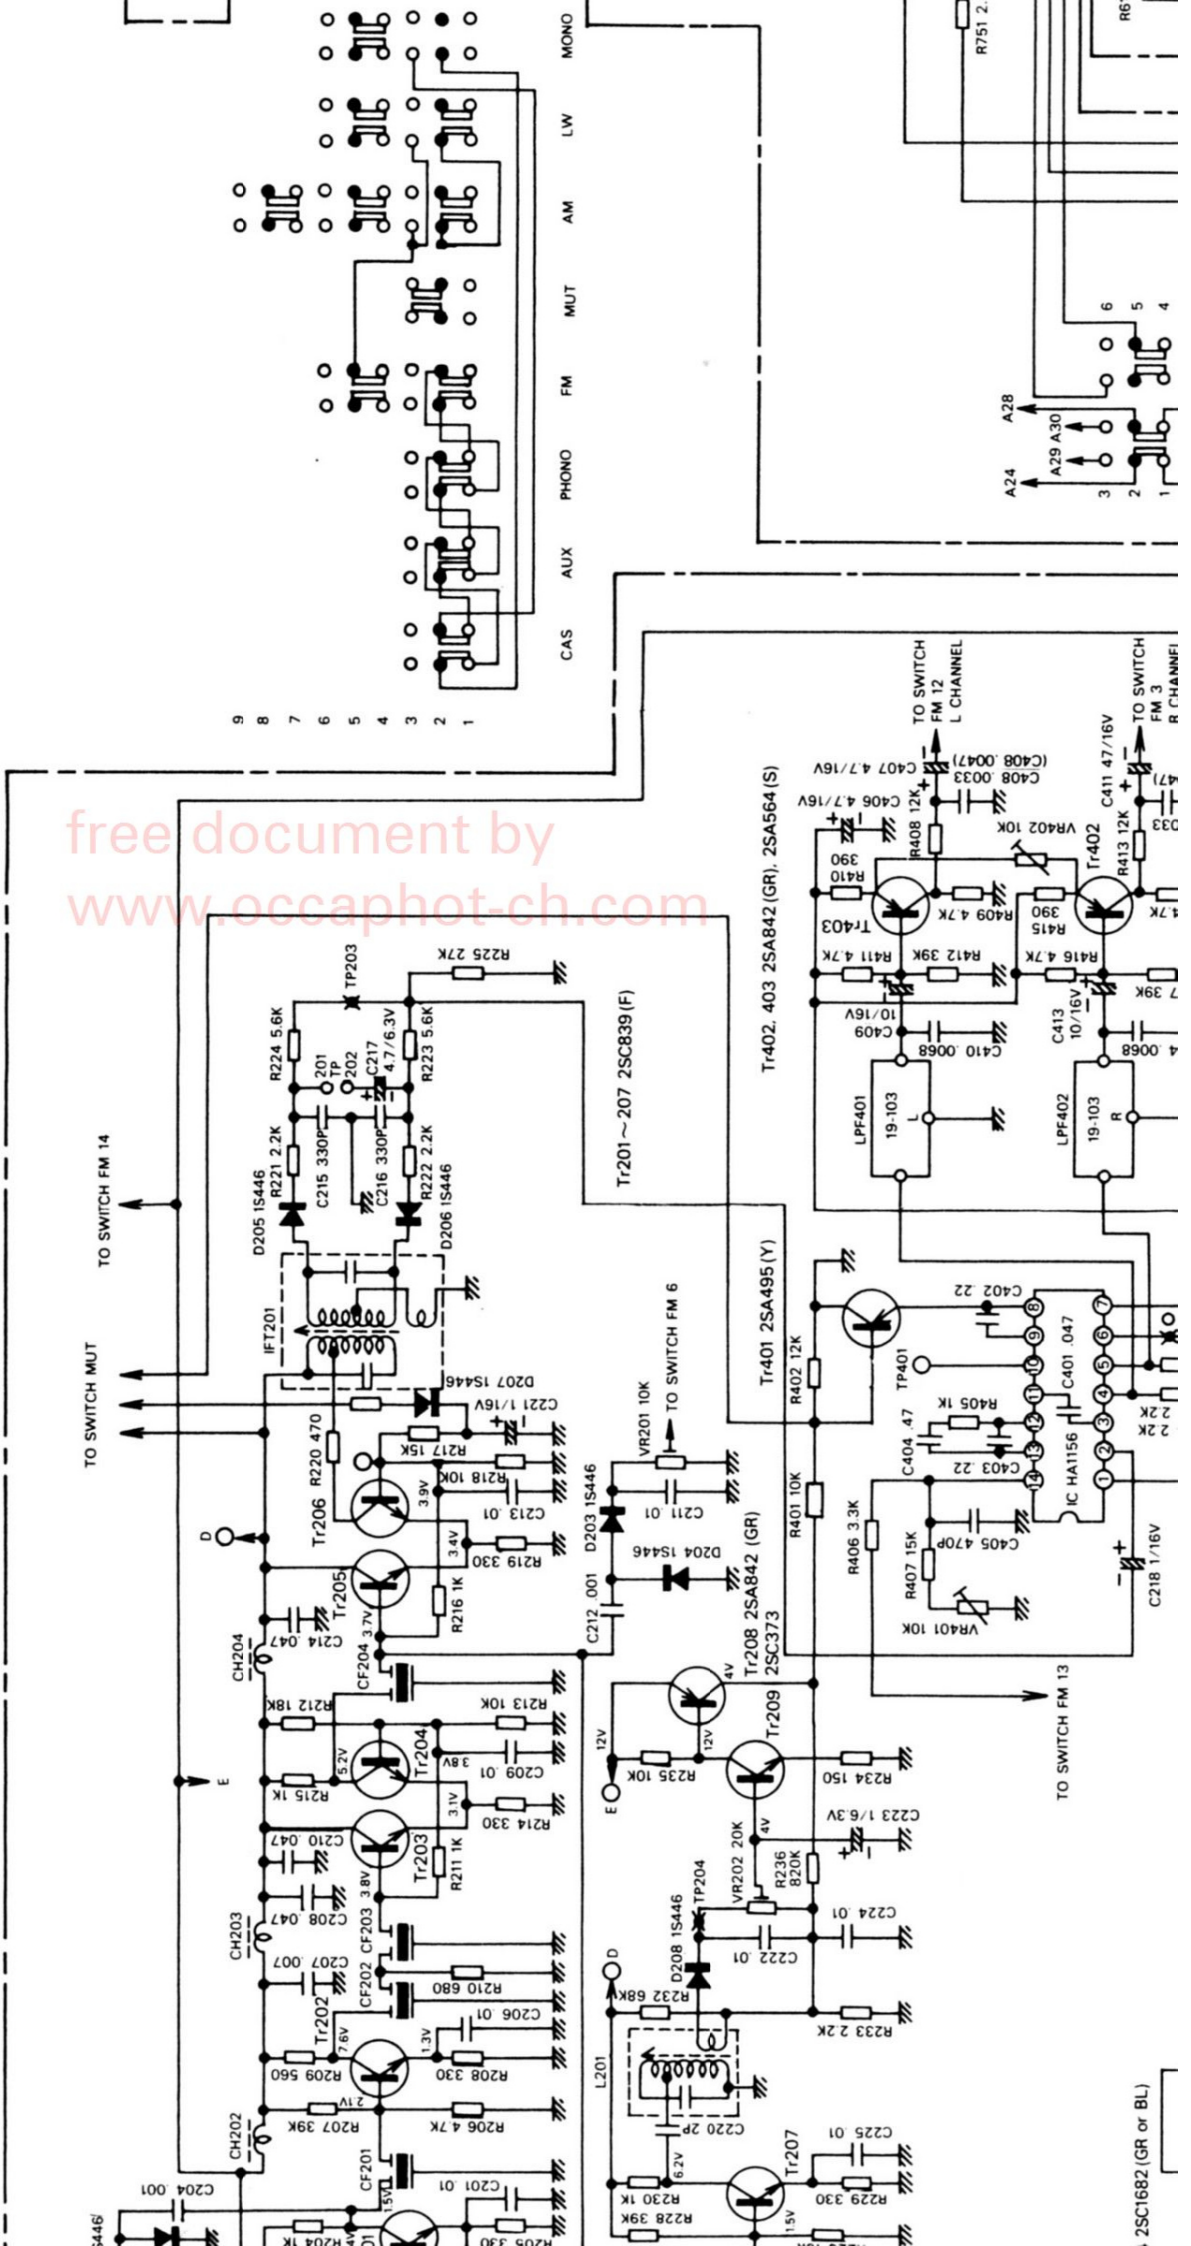 MONO
LW
AM
MUT
FM
PHONO
AUX
CAS
9
8
7
5
4
3
2
1
R751 2.
6
5
4
A28
A29 A30
A24
3
2
1
free document by
www.occaphot-ch.com
TO SWITCH
FM 12
L CHANNEL
TO SWITCH
FM 3
R CHANNEL
C407 4.7/16V
C406 4.7/16V
C408 .0033
(C408 .0047)
C411 47/16V
R408 12K
VR402 10K
R410
390
Tr403
R409 4.7K
R415
390
Tr402
R413 12K
R411 4.7K
R412 39K
R416 4.7K
C409
10/16V
C410 .0068
C413
10/16V
LPF401
19-103
L
LPF402
19-103
R
Tr402, 403 2SA842 (GR), 2SA564 (S)
R225 27K
TP203
R224 5.6K
TP
201
202
C217
4.7/6.3V
R223 5.6K
R221 2.2K
C215 330P
C216 330P
R222 2.2K
D205 1S446
D206 1S446
IFT201
Tr201～207 2SC839 (F)
TO SWITCH FM 14
TO SWITCH MUT
TO SWITCH FM 6
VR201 10K
Tr401 2SA495 (Y)
R402 12K
C402 .22
TP401
C401 .047
R405 1K
C404 .47
C403 .22
IC HA1156
8
9
10
11
12
13
14
7
6
5
4
3
2
1
2.2K
2.2K
D207 1S446
C221 1/16V
R220 470
R217 15K
R218 10K
3.9V
C213 .01
Tr206
3.4V
R219 330
D
Tr205
3.7V
R216 1K
C214 .047
CH204
CF204
D203 1S446
C211 .01
D204 1S446
C212 .001
Tr208 2SA842 (GR)
Tr209 2SC373
R401 10K
R406 3.3K
R407 15K
C405 470P
VR401 10K
C218 1/16V
TO SWITCH FM 13
R212 18K
R213 10K
5.2V
Tr204
3.8V
C209 .01
R215 1K
E
3.1V
R214 330
C210 .047
Tr203
R211 1K
3.8V
C208 .047
CH203
CF203
12V
4V
12V
R235 10K
E
R234 150
4V
C223 1/6.3V
VR202 20K
R236
820K
TP204
D208 1S446
C222 .01
C224 .01
C207 .007
CF202
R210 680
Tr202
C206 .01
7.6V
1.3V
R209 560
R208 330
2.1V
R207 39K
R206 4.7K
CH202
CF201
D
R232 68K
R233 2.2K
L201
C220 2P
6.2V
Tr207
C225 .01
R230 1K
R229 330
R228 39K
1.5V
C204 .001
1.5V
C201 .01
R204 1K
R205 330
2SC1682 (GR or BL)